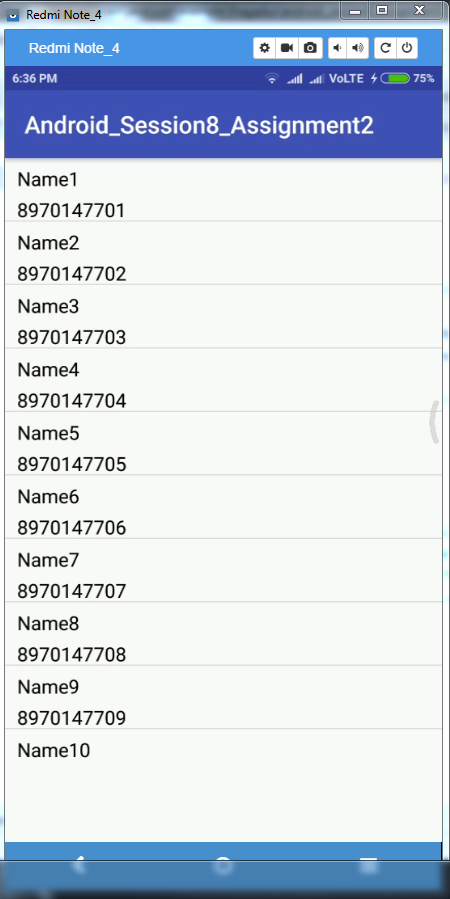 Redmi Note_4
Redmi Note_4
6:36 PM VoLTE 75%
Android_Session8_Assignment2
Name1
8970147701
Name2
8970147702
Name3
8970147703
Name4
8970147704
Name5
8970147705
Name6
8970147706
Name7
8970147707
Name8
8970147708
Name9
8970147709
Name10